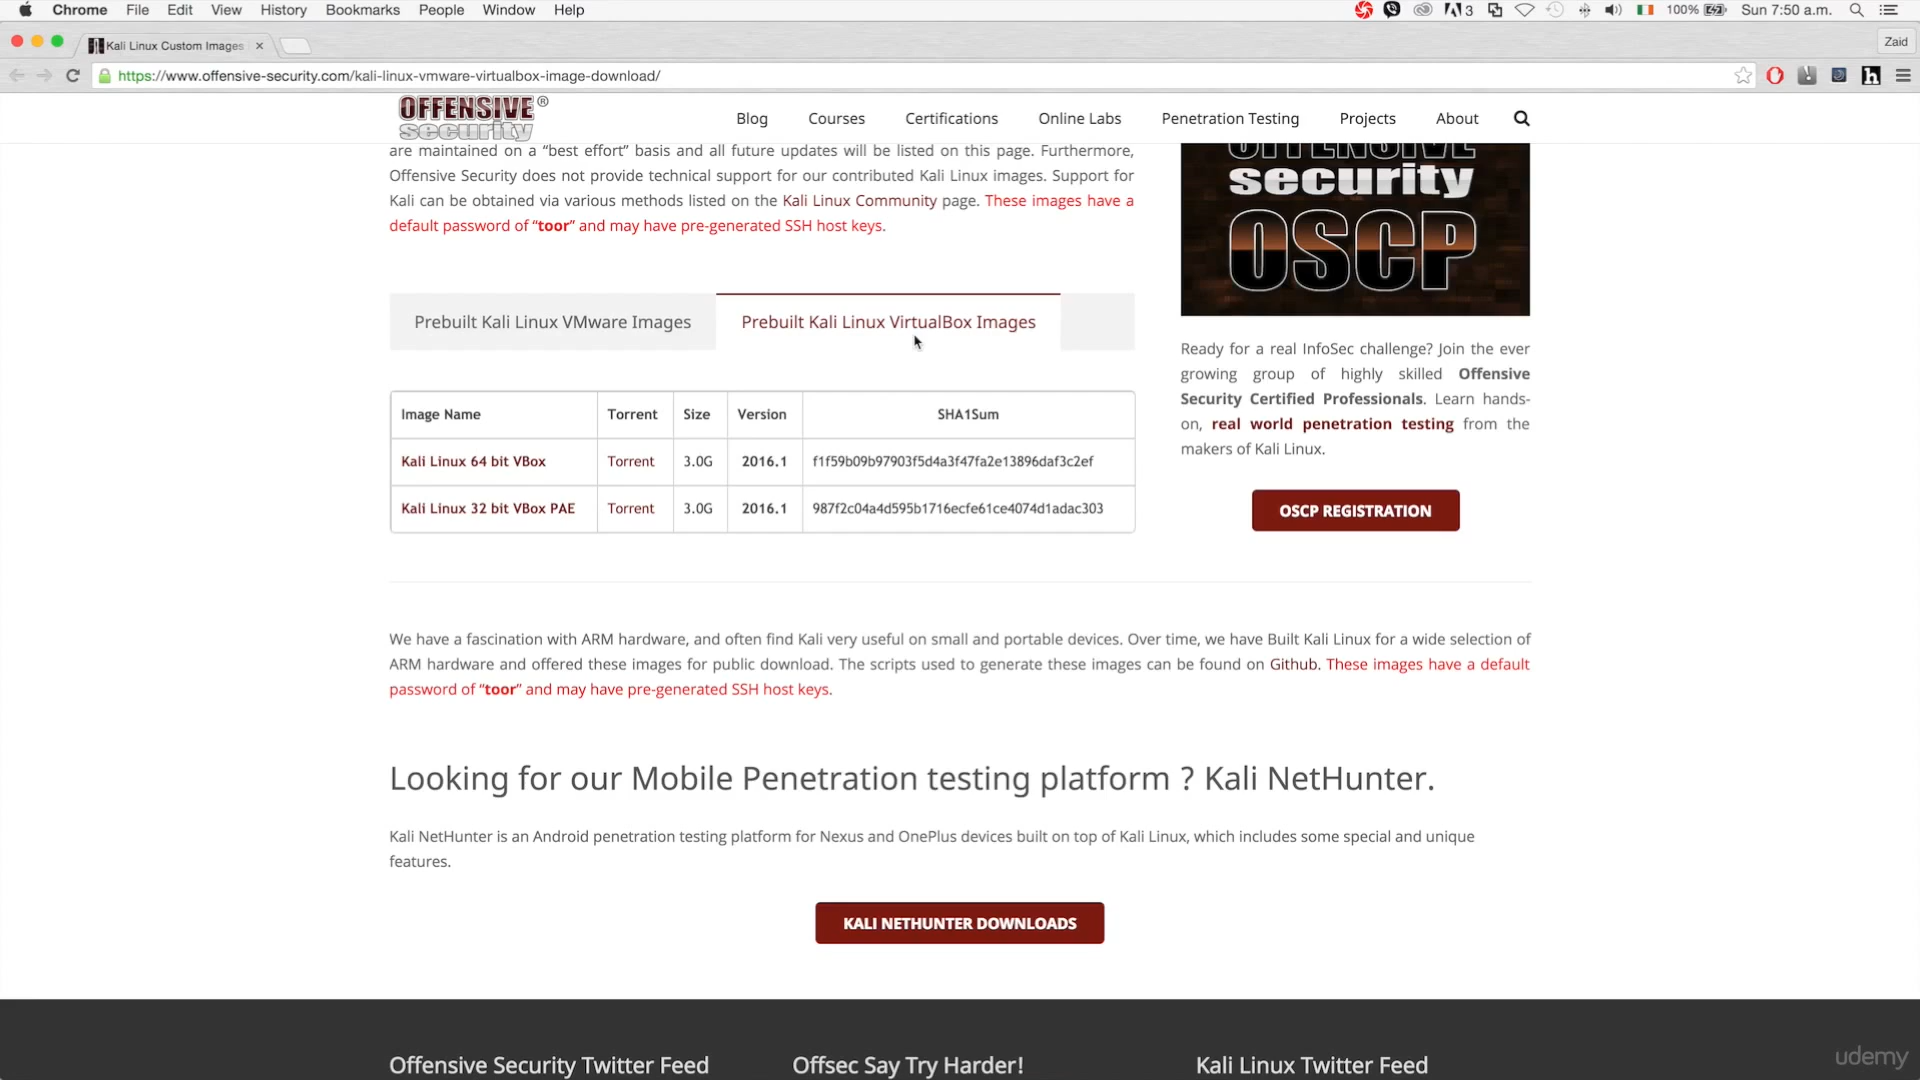 Chrome File Edit View History Bookmarks People Window Help 3 100% Sun 7:50 a.m.
Kali Linux Custom Images Zaid
https://www.offensive-security.com/kali-linux-vmware-virtualbox-image-download/
OFFENSIVE®
security
Blog Courses Certifications Online Labs Penetration Testing Projects About
are maintained on a “best effort” basis and all future updates will be listed on this page. Furthermore,
Offensive Security does not provide technical support for our contributed Kali Linux images. Support for
Kali can be obtained via various methods listed on the Kali Linux Community page. These images have a
default password of “toor” and may have pre-generated SSH host keys.
Prebuilt Kali Linux VMware Images Prebuilt Kali Linux VirtualBox Images
Image Name Torrent Size Version SHA1Sum
Kali Linux 64 bit VBox Torrent 3.0G 2016.1 f1f59b09b97903f5d4a3f47fa2e13896daf3c2ef
Kali Linux 32 bit VBox PAE Torrent 3.0G 2016.1 987f2c04a4d595b1716ecfe61ce4074d1adac303
OFFENSIVE
security
OSCP
Ready for a real InfoSec challenge? Join the ever
growing group of highly skilled Offensive
Security Certified Professionals. Learn hands-
on, real world penetration testing from the
makers of Kali Linux.
OSCP REGISTRATION
We have a fascination with ARM hardware, and often find Kali very useful on small and portable devices. Over time, we have Built Kali Linux for a wide selection of
ARM hardware and offered these images for public download. The scripts used to generate these images can be found on Github. These images have a default
password of “toor” and may have pre-generated SSH host keys.
Looking for our Mobile Penetration testing platform ? Kali NetHunter.
Kali NetHunter is an Android penetration testing platform for Nexus and OnePlus devices built on top of Kali Linux, which includes some special and unique
features.
KALI NETHUNTER DOWNLOADS
Offensive Security Twitter Feed Offsec Say Try Harder! Kali Linux Twitter Feed
udemy